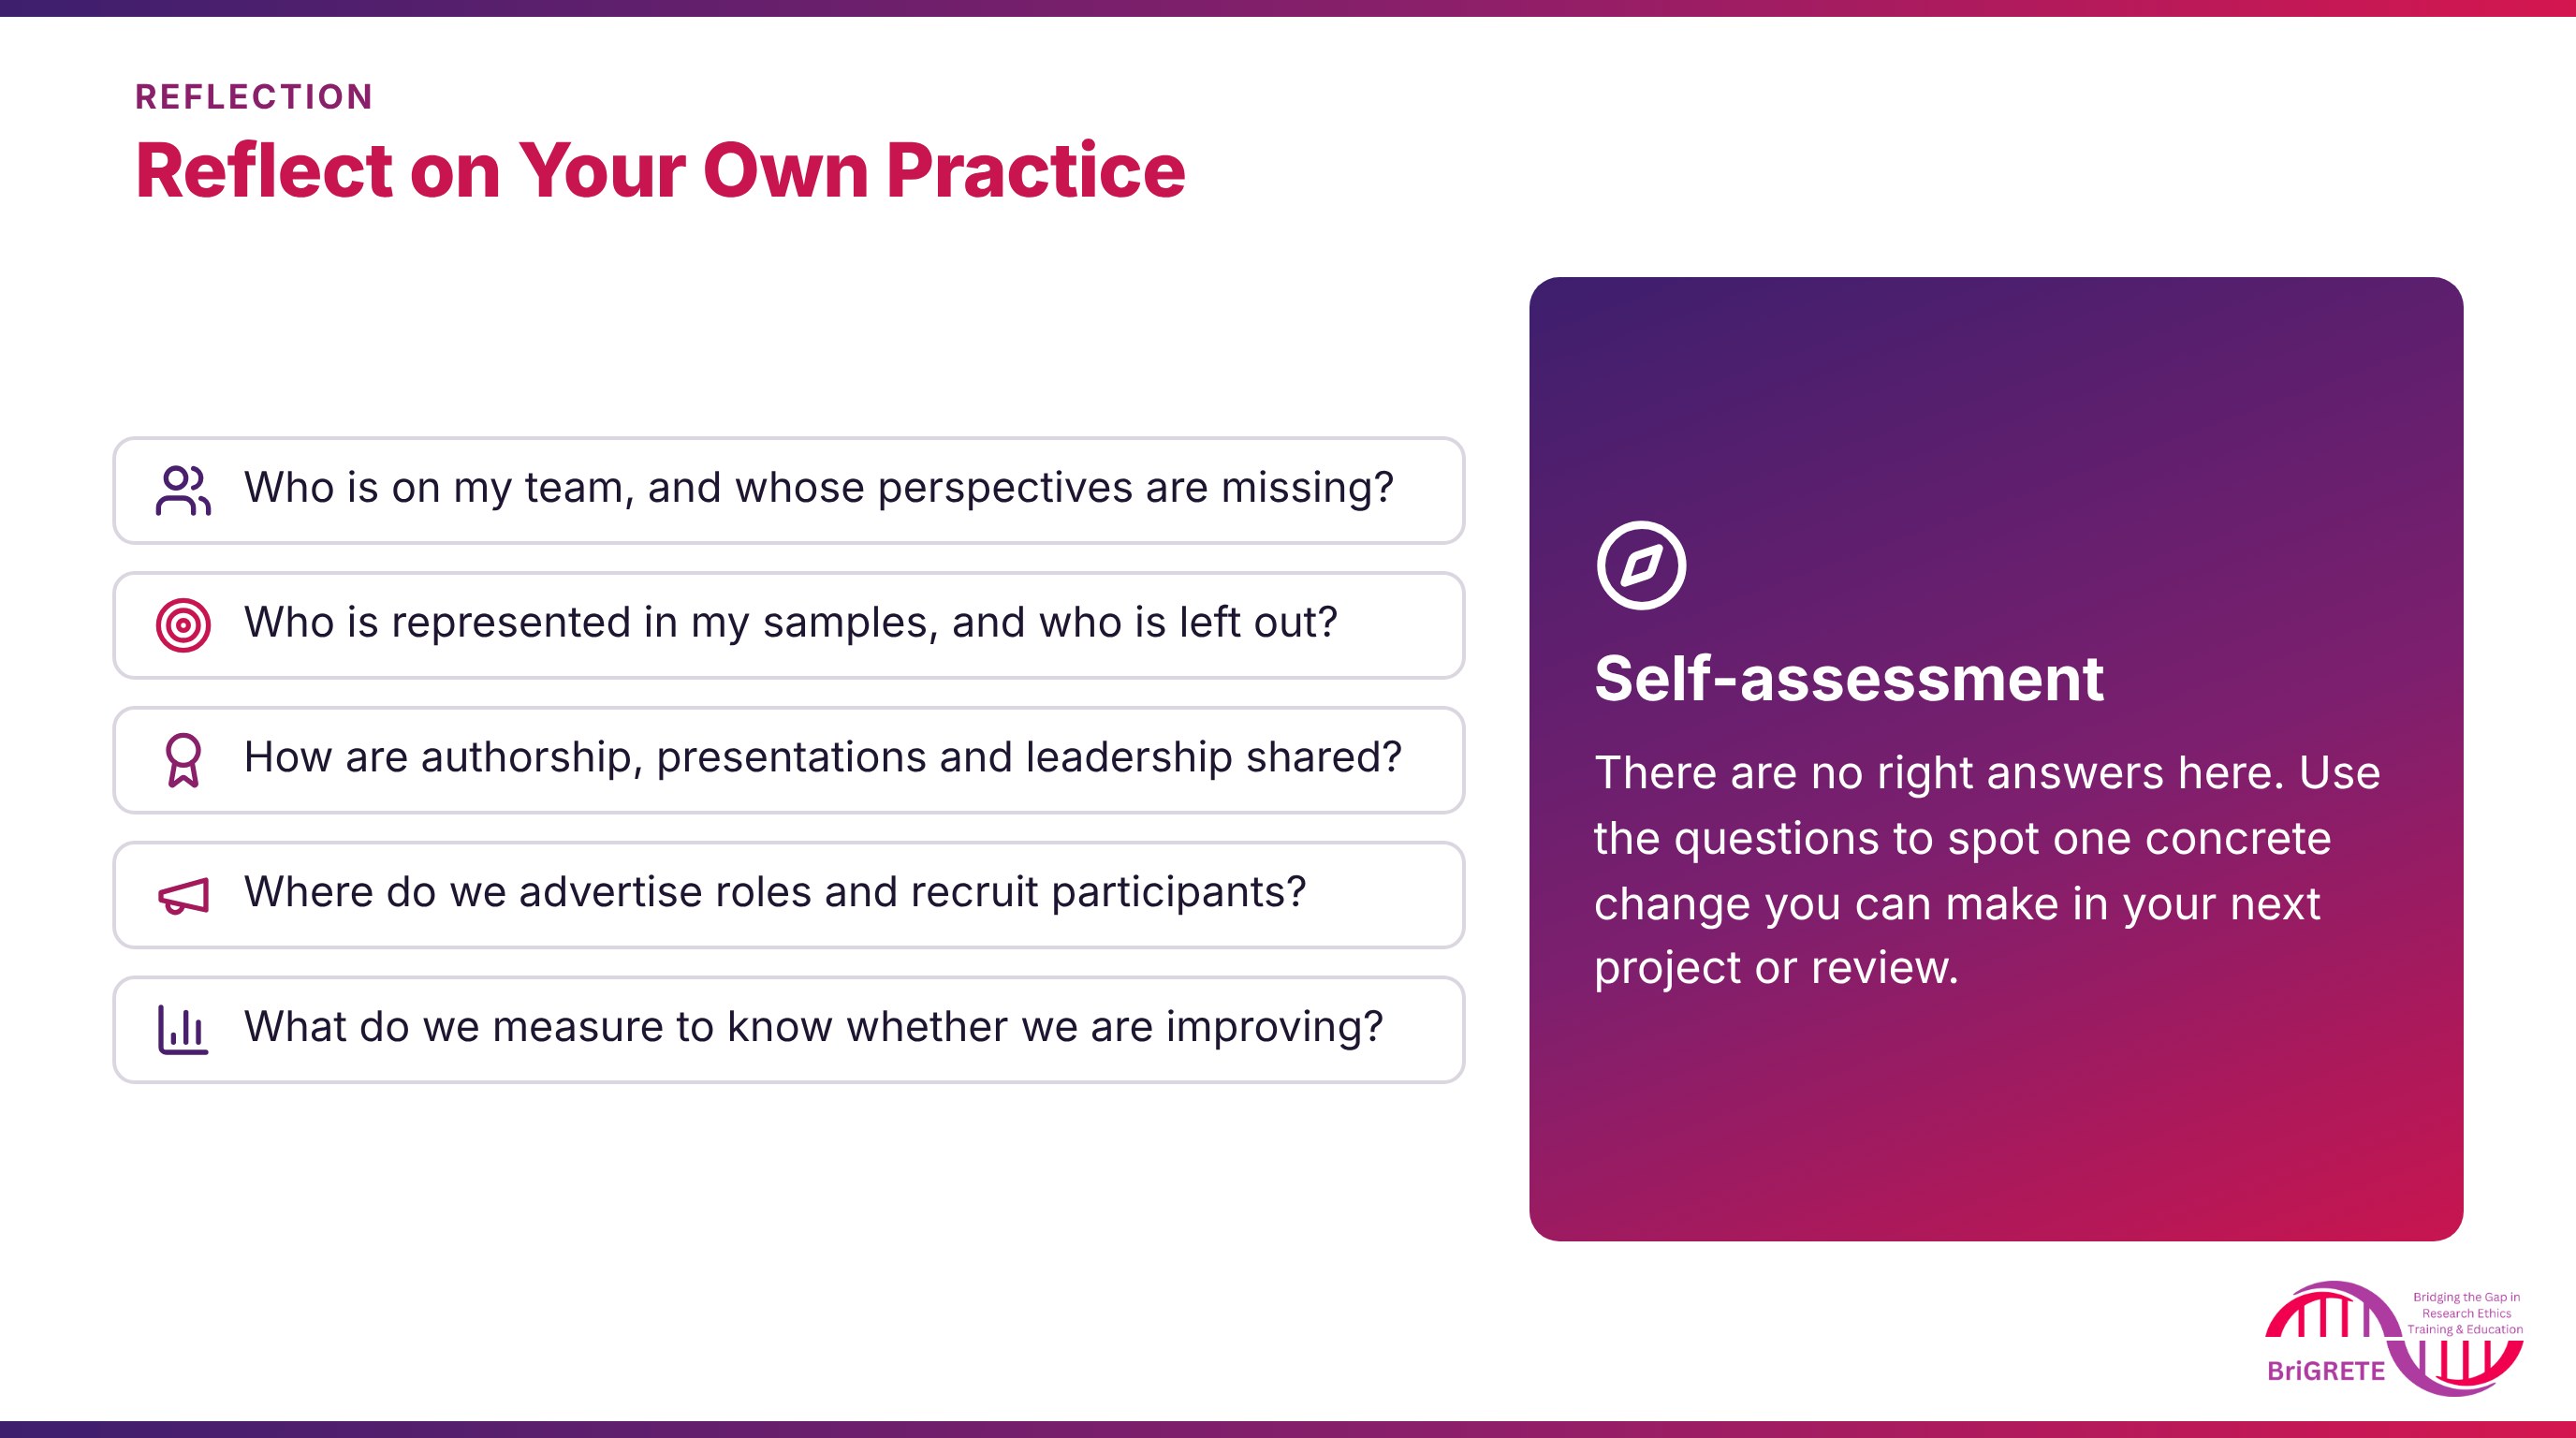 REFLECTION
Reflect on Your Own Practice
Who is on my team, and whose perspectives are missing?
Who is represented in my samples, and who is left out?
How are authorship, presentations and leadership shared?
Where do we advertise roles and recruit participants?
What do we measure to know whether we are improving?
Self-assessment
There are no right answers here. Use
the questions to spot one concrete
change you can make in your next
project or review.
Bridging the Gap in
Research Ethics
Training & Education
BriGRETE